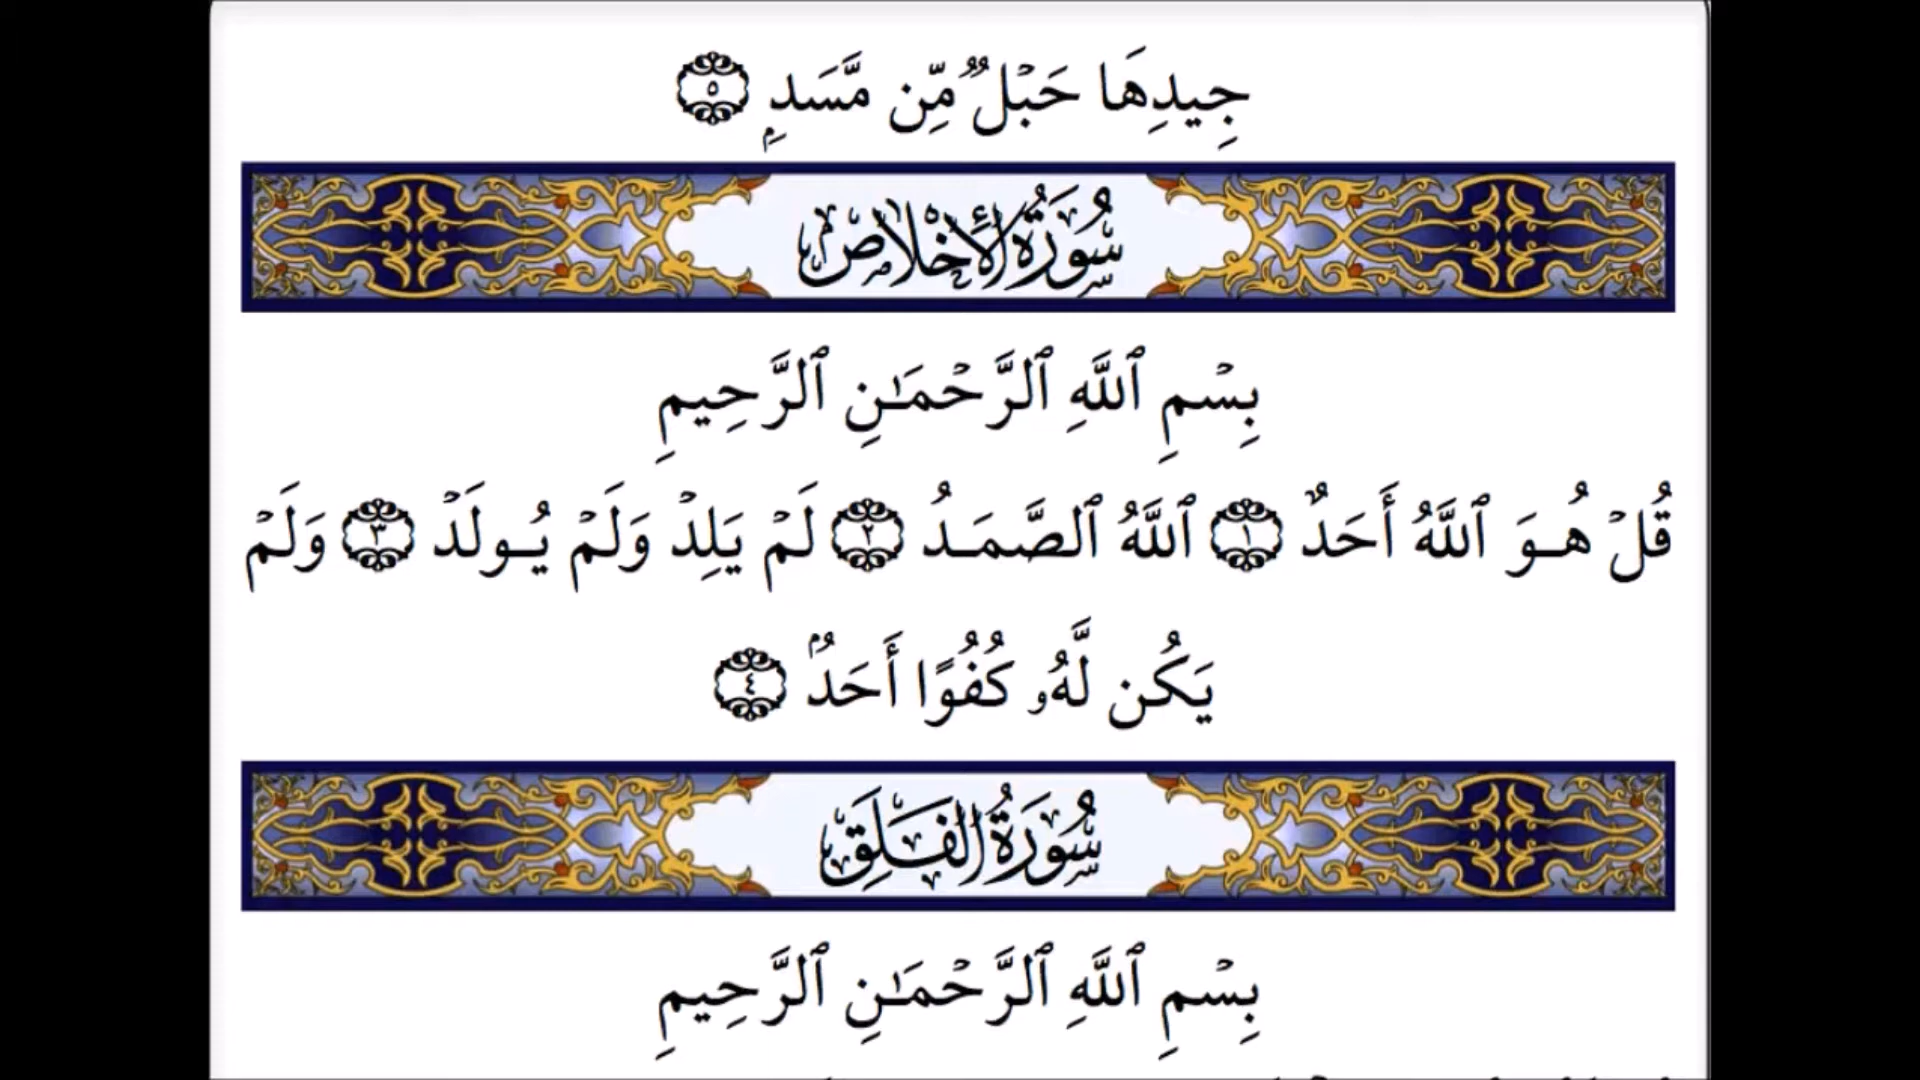 جِيدِهَا حَبْلٌ مِّن مَّسَدٍۭ ۝٥
سُورَةُ الإِخْلَاصِ
بِسْمِ ٱللَّهِ ٱلرَّحْمَـٰنِ ٱلرَّحِيمِ
قُلْ هُوَ ٱللَّهُ أَحَدٌ ۝١ ٱللَّهُ ٱلصَّمَدُ ۝٢ لَمْ يَلِدْ وَلَمْ يُولَدْ ۝٣ وَلَمْ
يَكُن لَّهُۥ كُفُوًا أَحَدٌۢ ۝٤
سُورَةُ الفَلَقِ
بِسْمِ ٱللَّهِ ٱلرَّحْمَـٰنِ ٱلرَّحِيمِ